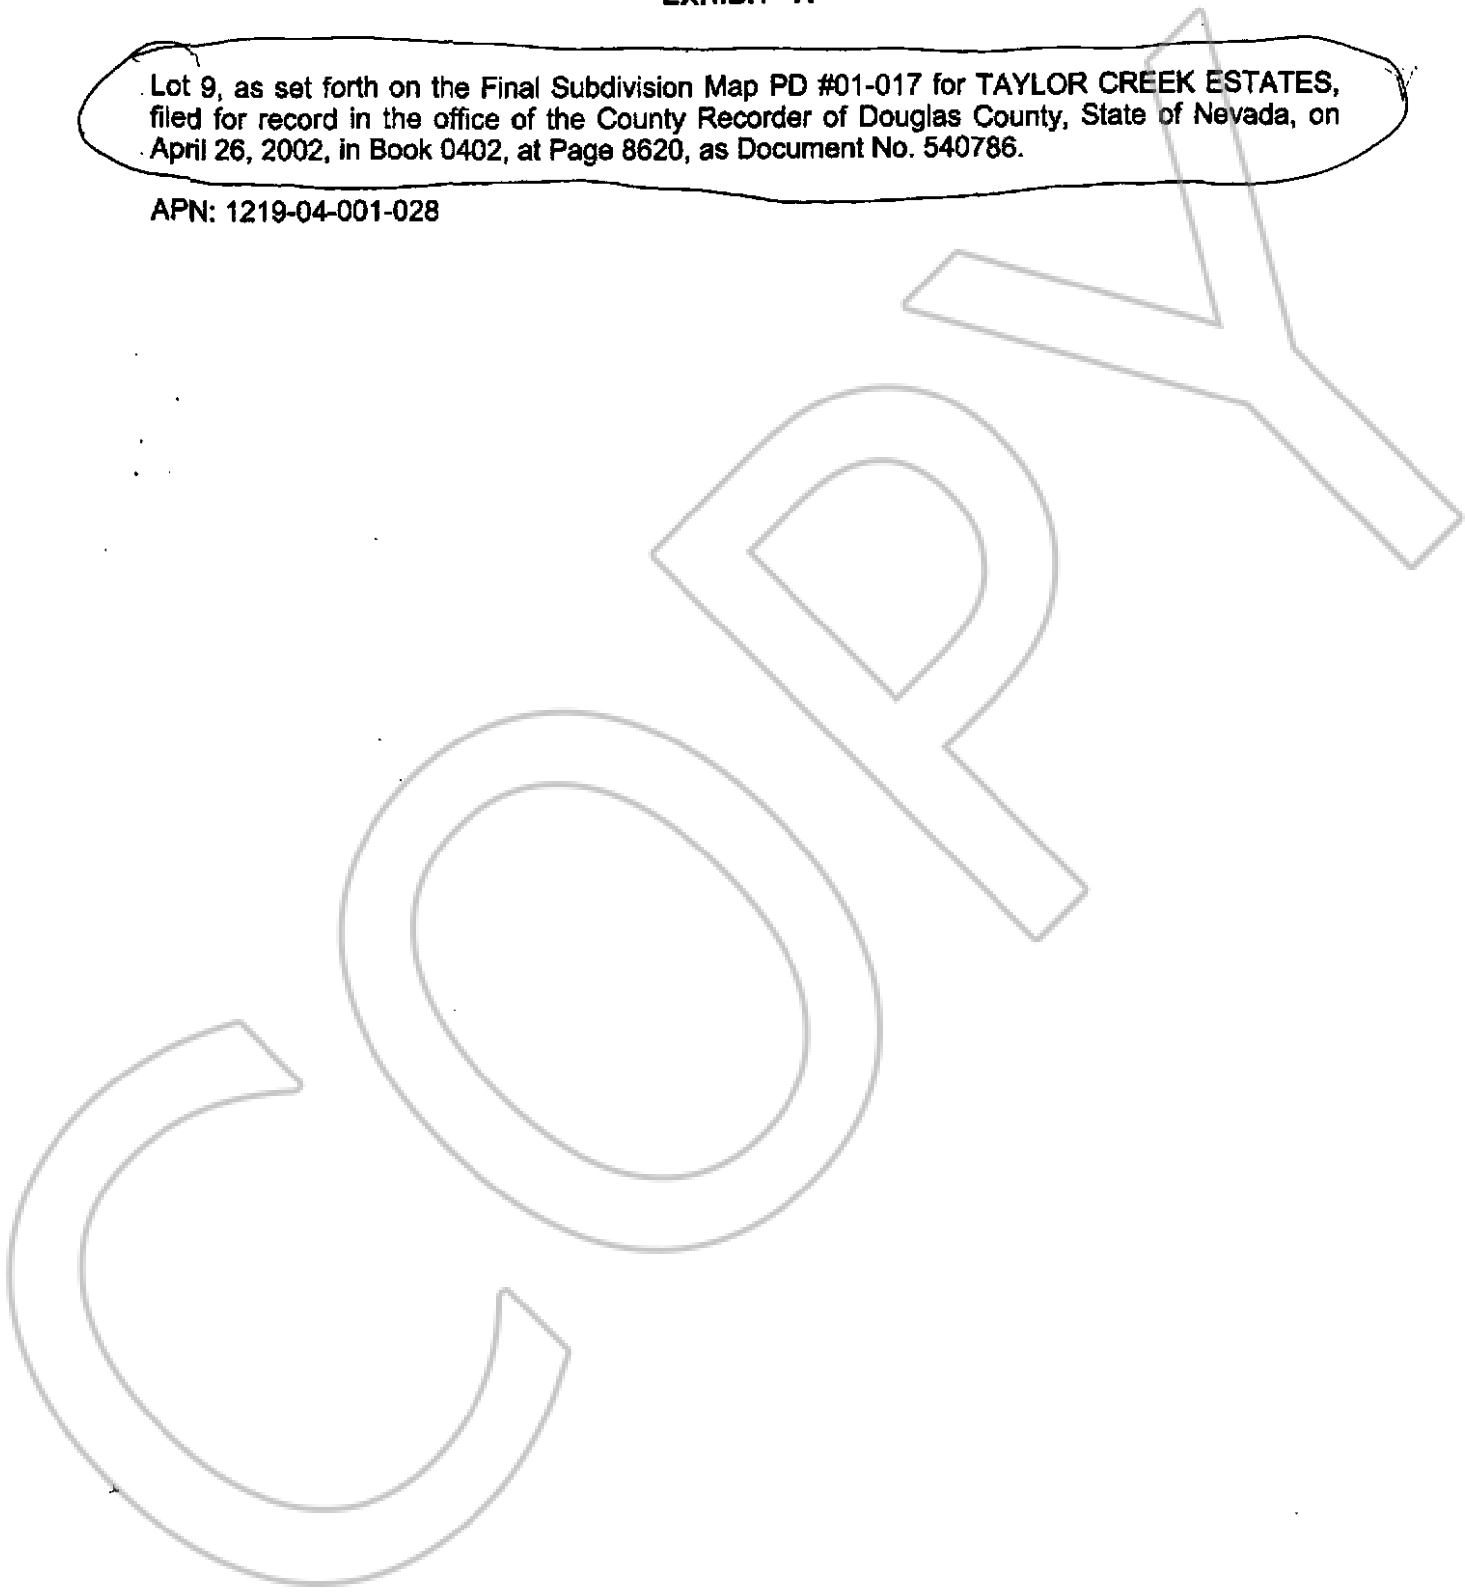 Lot 9, as set forth on the Final Subdivision Map PD #01-017 for TAYLOR CREEK ESTATES,
filed for record in the office of the County Recorder of Douglas County, State of Nevada, on
April 26, 2002, in Book 0402, at Page 8620, as Document No. 540786.
APN: 1219-04-001-028
COPY